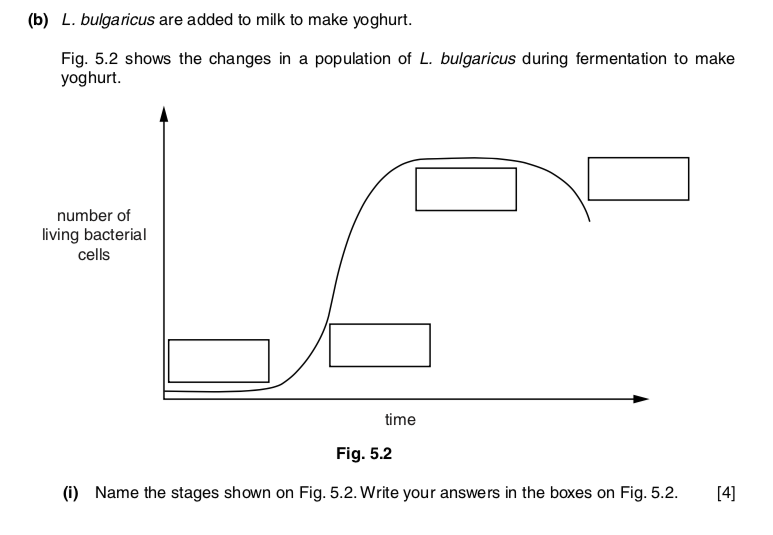 (b) L. bulgaricus are added to milk to make yoghurt.
Fig. 5.2 shows the changes in a population of L. bulgaricus during fermentation to make
yoghurt.
number of
living bacterial
cells
time
Fig. 5.2
(i) Name the stages shown on Fig. 5.2. Write your answers in the boxes on Fig. 5.2. [4]